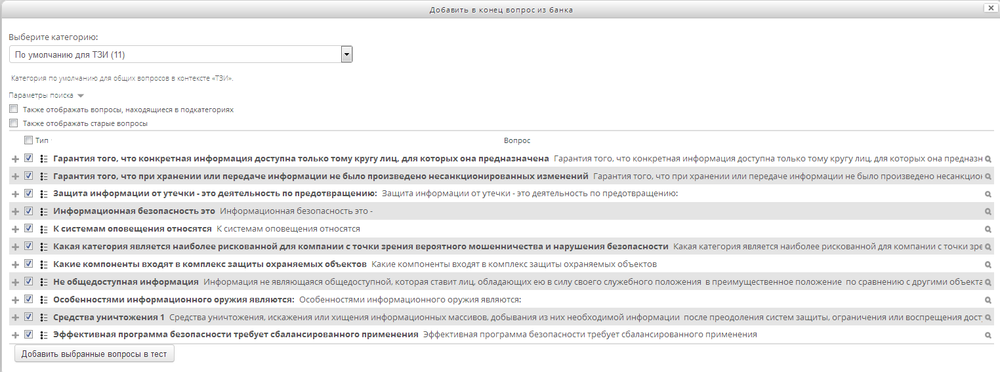 Добавить в конец вопрос из банка
Выберите категорию:
По умолчанию для ТЗИ (11)
Категория по умолчанию для общих вопросов в контексте «ТЗИ».
Параметры поиска
Также отображать вопросы, находящиеся в подкатегориях
Также отображать старые вопросы
Тип Вопрос
Гарантия того, что конкретная информация доступна только тому кругу лиц, для которых она предназначена Гарантия того, что конкретная информация доступна только тому кругу лиц, для которых она предназн
Гарантия того, что при хранении или передаче информации не было произведено несанкционированных изменений Гарантия того, что при хранении или передаче информации не было произведено несанкцион
Защита информации от утечки - это деятельность по предотвращению: Защита информации от утечки - это деятельность по предотвращению:
Информационная безопасность это Информационная безопасность это -
К системам оповещения относятся К системам оповещения относятся
Какая категория является наиболее рискованной для компании с точки зрения вероятного мошенничества и нарушения безопасности Какая категория является наиболее рискованной для компании с точки зре
Какие компоненты входят в комплекс защиты охраняемых объектов Какие компоненты входят в комплекс защиты охраняемых объектов
Не общедоступная информация Информация не являющаяся общедоступной, которая ставит лиц, обладающих ею в силу своего служебного положения в преимущественное положение по сравнению с другими объекта
Особенностями информационного оружия являются: Особенностями информационного оружия являются:
Средства уничтожения 1 Средства уничтожения, искажения или хищения информационных массивов, добывания из них необходимой информации после преодоления систем защиты, ограничения или воспрещения дост
Эффективная программа безопасности требует сбалансированного применения Эффективная программа безопасности требует сбалансированного применения
Добавить выбранные вопросы в тест